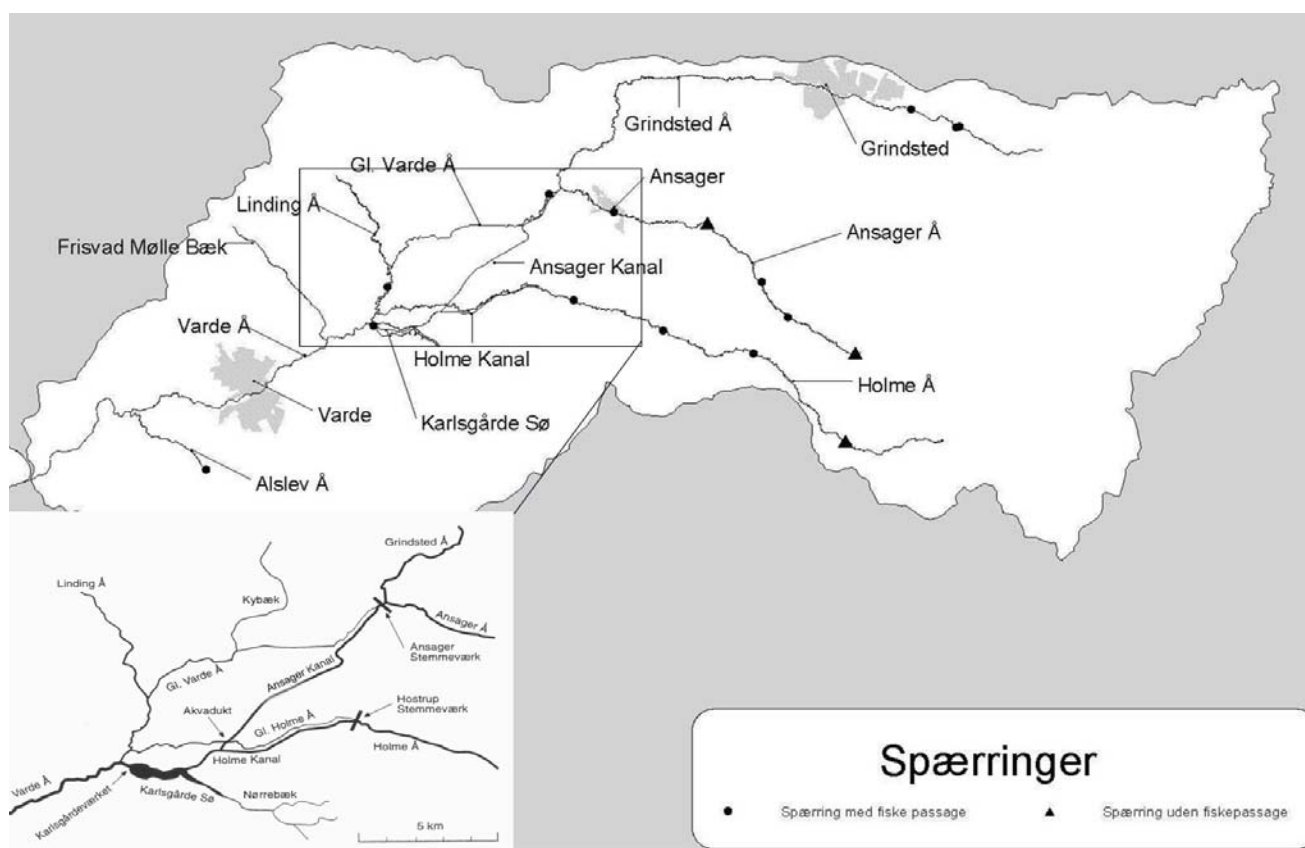 Grindsted Å
Grindsted
Gl. Varde Å
Ansager
Linding Å
Ansager Å
Frisvad Mølle Bæk
Ansager Kanal
Varde Å
Holme Kanal
Holme Å
Varde
Karlsgårde Sø
Alslev Å
Grindsted Å
Linding Å
Kybæk
Ansager Å
Ansager
Stemmeværk
Gl. Varde Å
Ansager Kanal
Hostrup
Stemmeværk
Akvadukt
Gl. Holme Å
Holme Å
Holme Kanal
Varde Å
Karlsgårdeværket
Karlsgårde Sø
Nørrebæk
5 km
Spærringer
Spærring med fiske passage
Spærring uden fiskepassage